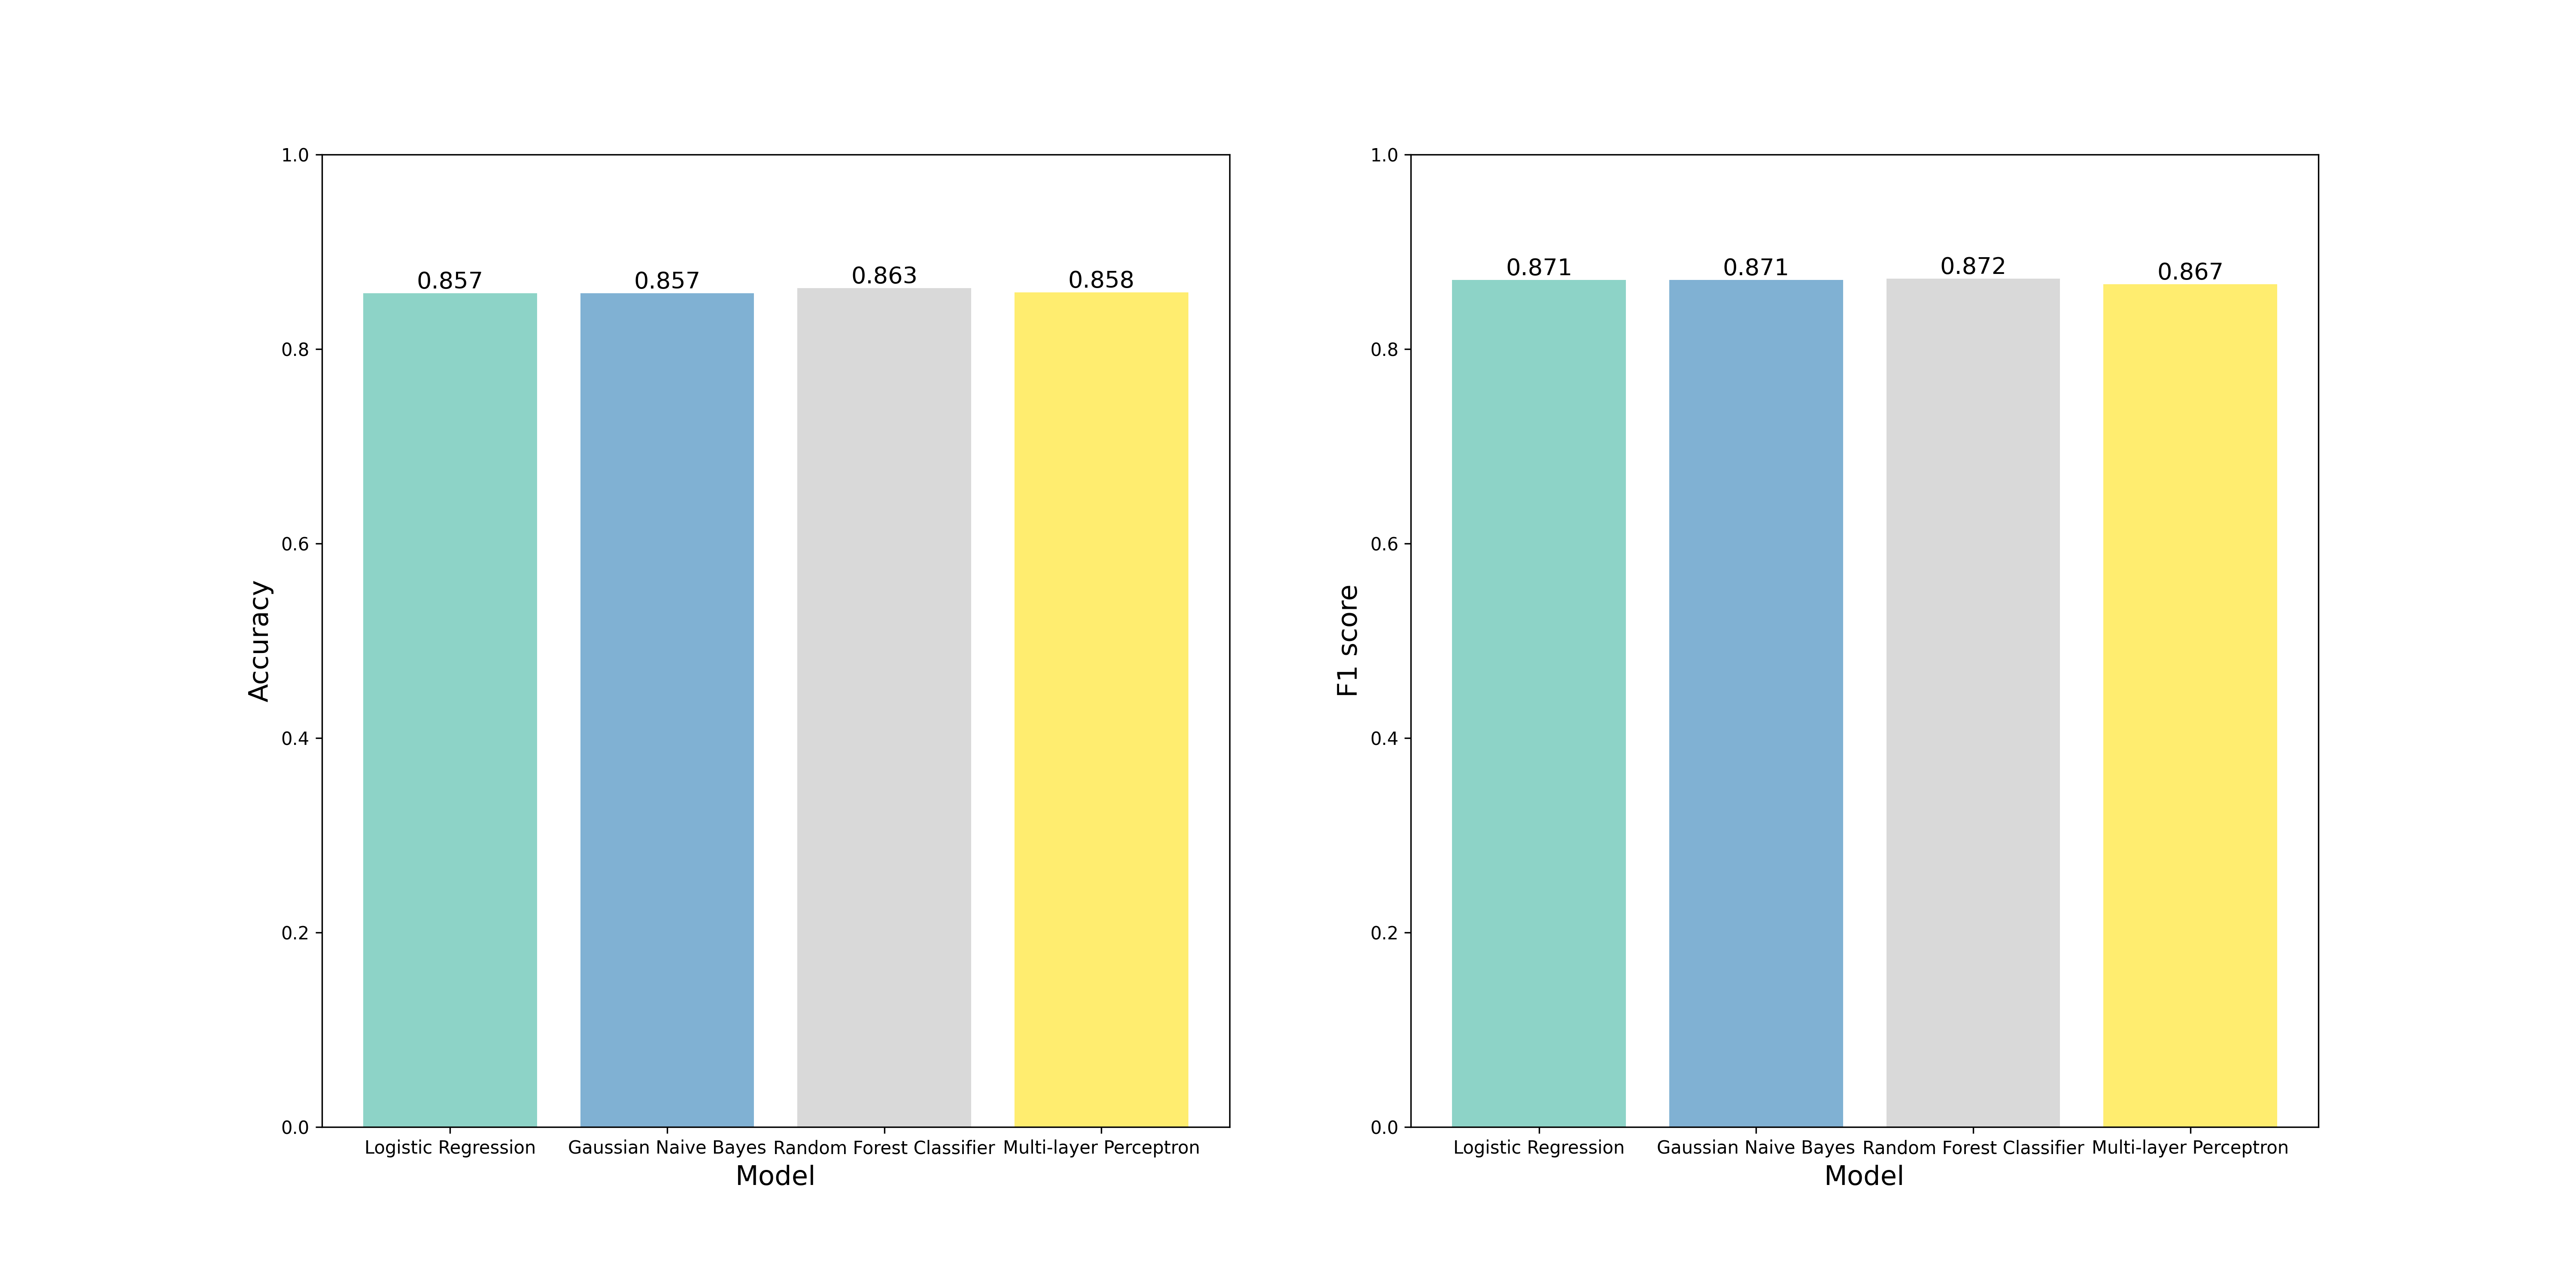 1.0
0.8
0.6
0.4
0.2
0.0
Accuracy
0.857
0.857
0.863
0.858
Logistic Regression
Gaussian Naive Bayes
Random Forest Classifier
Multi-layer Perceptron
Model
1.0
0.8
0.6
0.4
0.2
0.0
F1 score
0.871
0.871
0.872
0.867
Logistic Regression
Gaussian Naive Bayes
Random Forest Classifier
Multi-layer Perceptron
Model